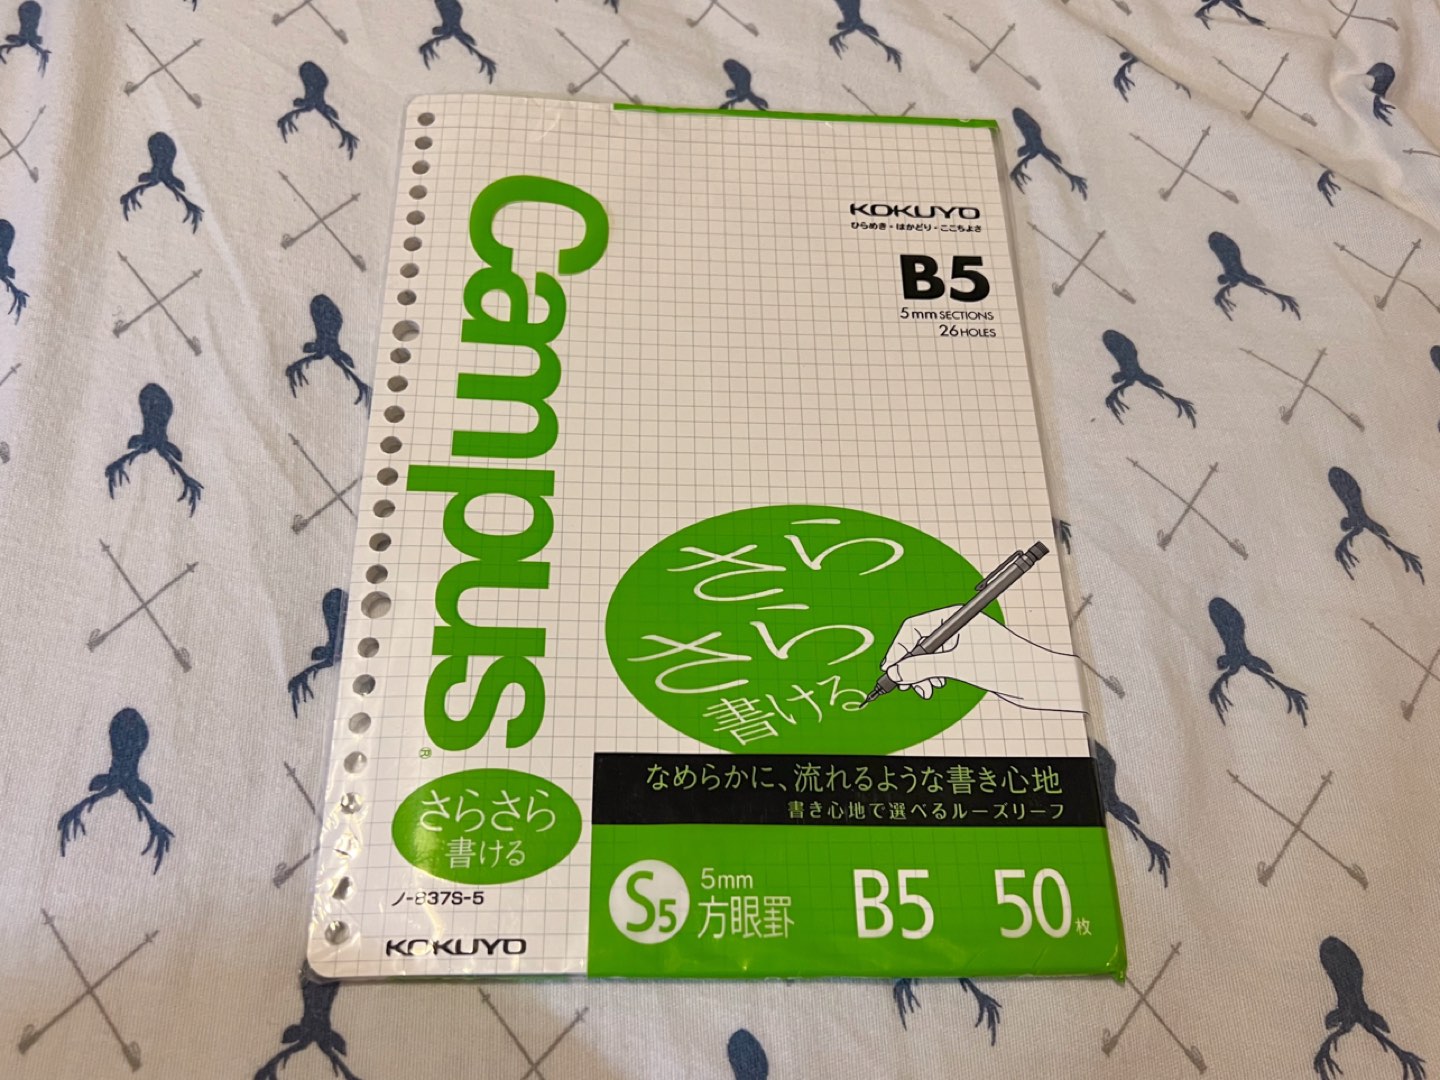 Campus
KOKUYO
ひらめき・はかどり・ここちよさ
B5
5mm SECTIONS
26 HOLES
さら
さら
書ける
なめらかに、流れるような書き心地
書き心地で選べるルーズリーフ
さらさら
書ける
ノ-837S-5
KOKUYO
S5
5mm
方眼罫
B5
50枚